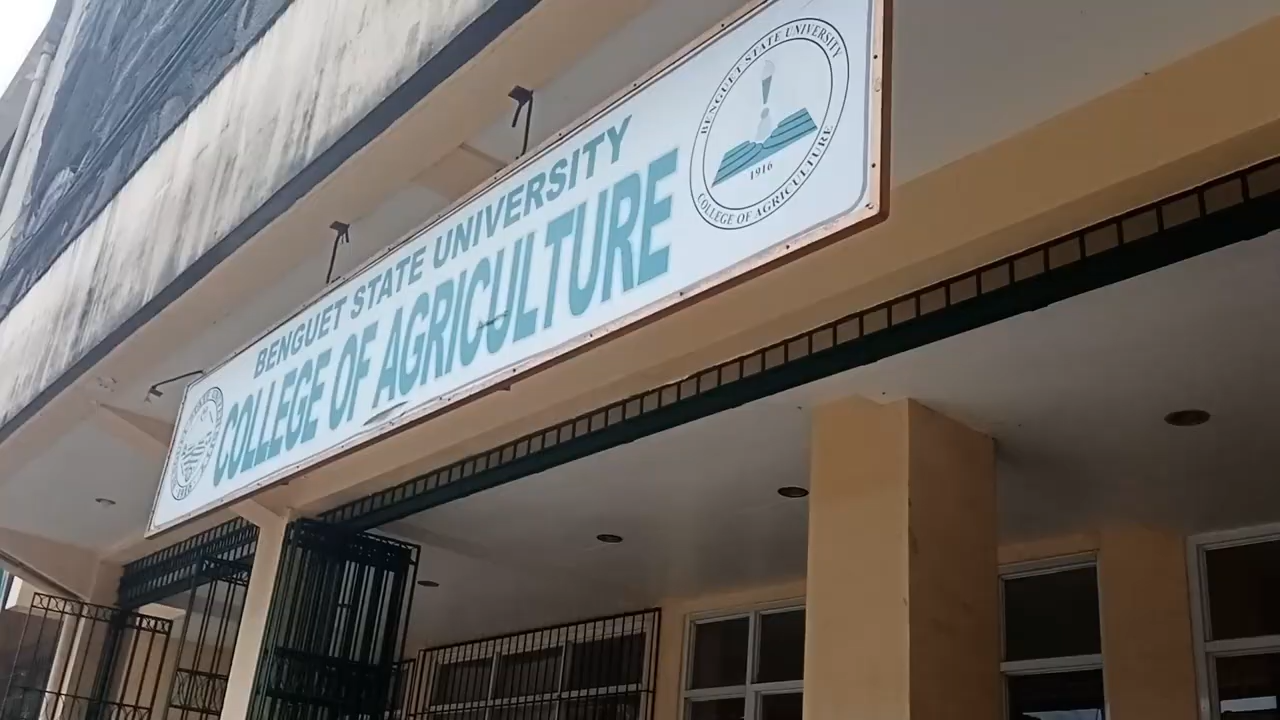 BENGUET STATE UNIVERSITY
COLLEGE OF AGRICULTURE
BENGUET STATE UNIVERSITY
1916
COLLEGE OF AGRICULTURE